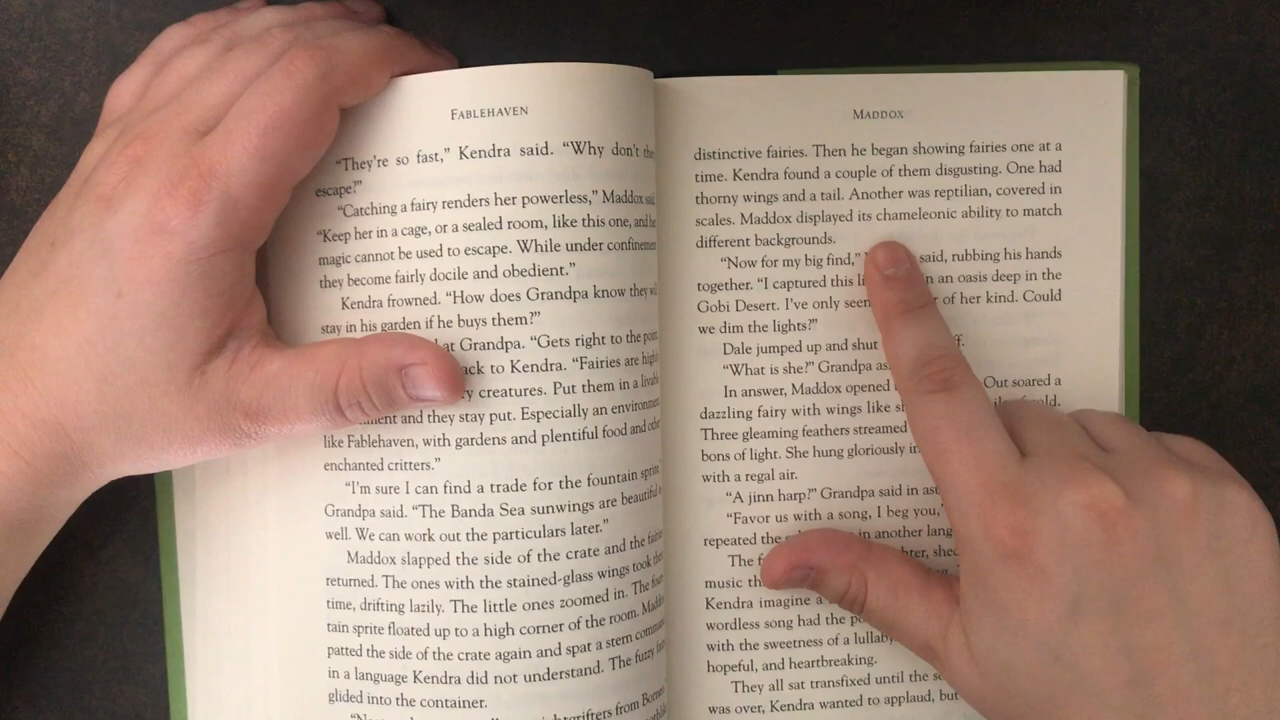 FABLEHAVEN
“They’re so fast,” Kendra said. “Why don’t
escape?”
“Catching a fairy renders her powerless,” Maddox
“Keep her in a cage, or a sealed room, like this one, and
magic cannot be used to escape. While under confinement
they become fairly docile and obedient.”
Kendra frowned. “How does Grandpa know they
stay in his garden if he buys them?”
at Grandpa. “Gets right to the point
to Kendra. “Fairies are
creatures. Put them in a
and they stay put. Especially an environment
like Fablehaven, with gardens and plentiful food and
enchanted critters.”
“I’m sure I can find a trade for the fountain sprite
Grandpa said. “The Banda Sea sunwings are beautiful
well. We can work out the particulars later.”
Maddox slapped the side of the crate and the
returned. The ones with the stained-glass wings took
time, drifting lazily. The little ones zoomed in. The
tain sprite floated up to a high corner of the room.
patted the side of the crate again and spat a stern
in a language Kendra did not understand. The fuzzy
glided into the container.
from
MADDOX
distinctive fairies. Then he began showing fairies one at a
time. Kendra found a couple of them disgusting. One had
thorny wings and a tail. Another was reptilian, covered in
scales. Maddox displayed its chameleonic ability to match
different backgrounds.
“Now for my big find,” said, rubbing his hands
together. “I captured this in an oasis deep in the
Gobi Desert. I’ve only seen of her kind. Could
we dim the lights?”
Dale jumped up and shut
“What is she?” Grandpa
In answer, Maddox opened Out soared a
dazzling fairy with wings like
Three gleaming feathers streamed
bons of light. She hung gloriously
with a regal air.
“A jinn harp?” Grandpa said in
“Favor us with a song, I beg you,”
repeated the in another
The
music
Kendra imagine a
wordless song had the
with the sweetness of a lullaby
hopeful, and heartbreaking.
They all sat transfixed until the
was over, Kendra wanted to applaud, but